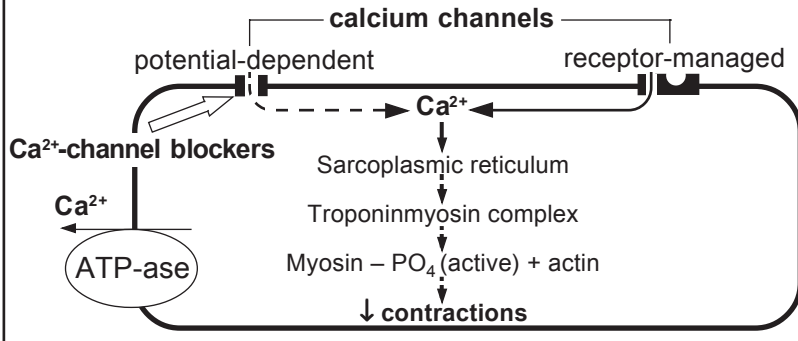 calcium channels
potential-dependent
receptor-managed
Ca²⁺
Ca²⁺-channel blockers
Sarcoplasmic reticulum
Ca²⁺
Troponinmyosin complex
ATP-ase
Myosin – PO₄ (active) + actin
↓ contractions